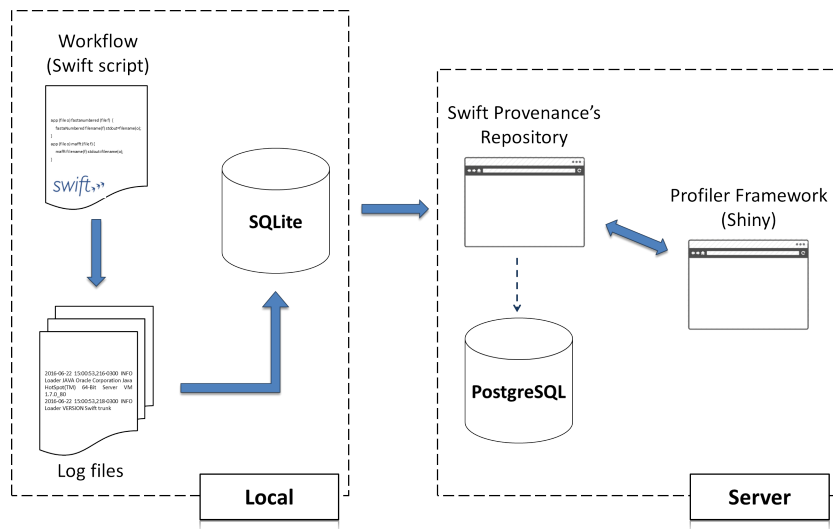 Workflow
(Swift script)
app (file o) fastanumbered (file f) {
fastaNumbered filename(f) stdout=filename(o);
}
app (file o) mafft (file f) {
mafft filename(f) stdout=filename(o);
}
swift
2016-06-22 15:00:53,216-0300 INFO
Loader JAVA Oracle Corporation Java
HotSpot(TM) 64-Bit Server VM
1.7.0_80
2016-06-22 15:00:53,218-0300 INFO
Loader VERSION Swift trunk
Log files
SQLite
Local
Swift Provenance's
Repository
PostgreSQL
Profiler Framework
(Shiny)
Server